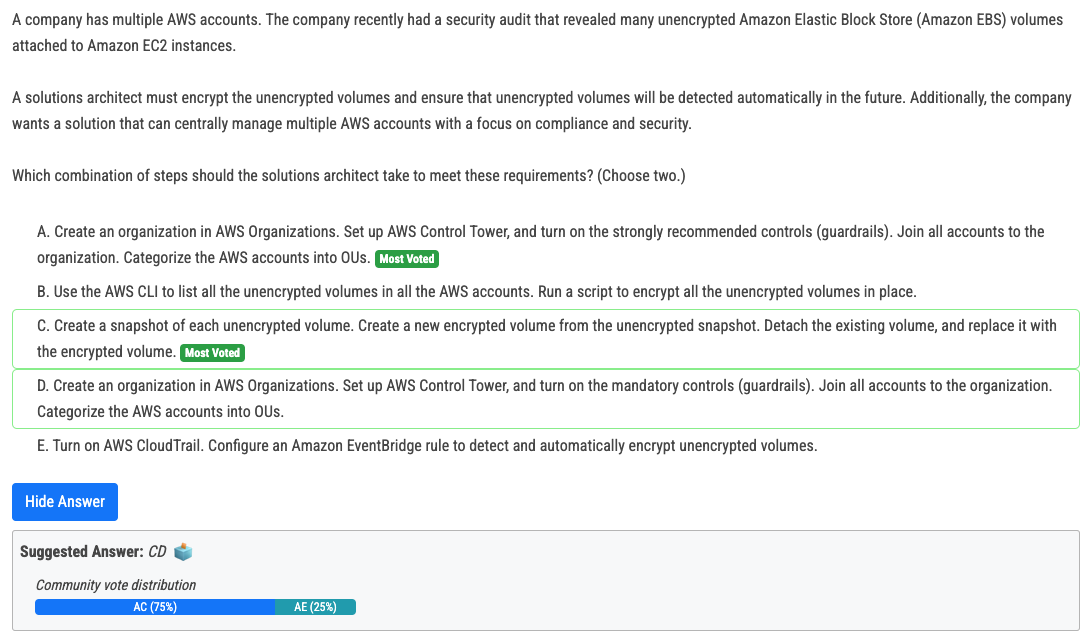 A company has multiple AWS accounts. The company recently had a security audit that revealed many unencrypted Amazon Elastic Block Store (Amazon EBS) volumes
attached to Amazon EC2 instances.
A solutions architect must encrypt the unencrypted volumes and ensure that unencrypted volumes will be detected automatically in the future. Additionally, the company
wants a solution that can centrally manage multiple AWS accounts with a focus on compliance and security.
Which combination of steps should the solutions architect take to meet these requirements? (Choose two.)
A. Create an organization in AWS Organizations. Set up AWS Control Tower, and turn on the strongly recommended controls (guardrails). Join all accounts to the
organization. Categorize the AWS accounts into OUs. Most Voted
B. Use the AWS CLI to list all the unencrypted volumes in all the AWS accounts. Run a script to encrypt all the unencrypted volumes in place.
C. Create a snapshot of each unencrypted volume. Create a new encrypted volume from the unencrypted snapshot. Detach the existing volume, and replace it with
the encrypted volume. Most Voted
D. Create an organization in AWS Organizations. Set up AWS Control Tower, and turn on the mandatory controls (guardrails). Join all accounts to the organization.
Categorize the AWS accounts into OUs.
E. Turn on AWS CloudTrail. Configure an Amazon EventBridge rule to detect and automatically encrypt unencrypted volumes.
Hide Answer
Suggested Answer: CD
Community vote distribution
AC (75%) AE (25%)